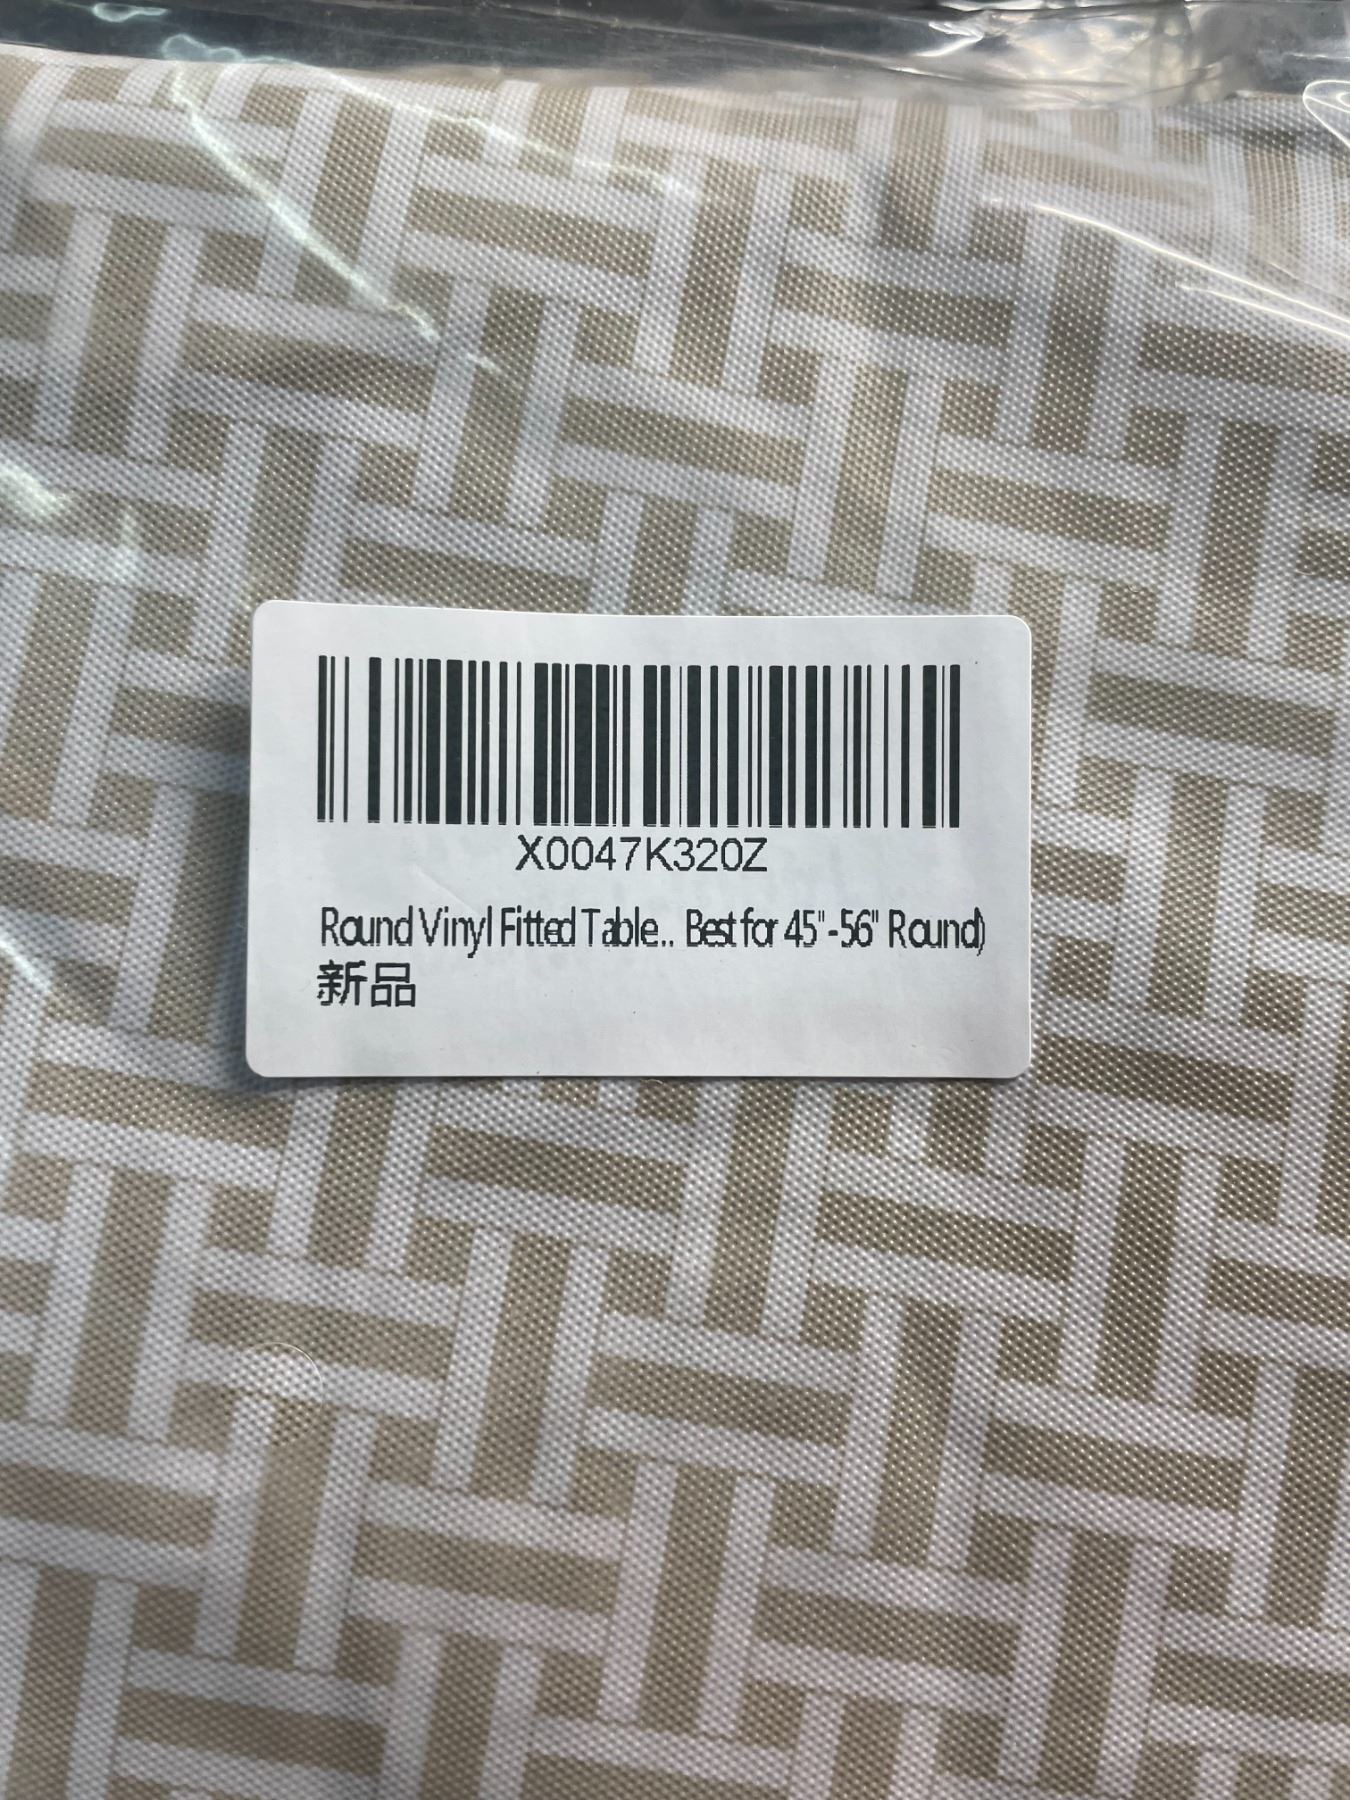 X0047K320Z
Round Vinyl Fitted Table.. Best for 45"-56" Round)
新品